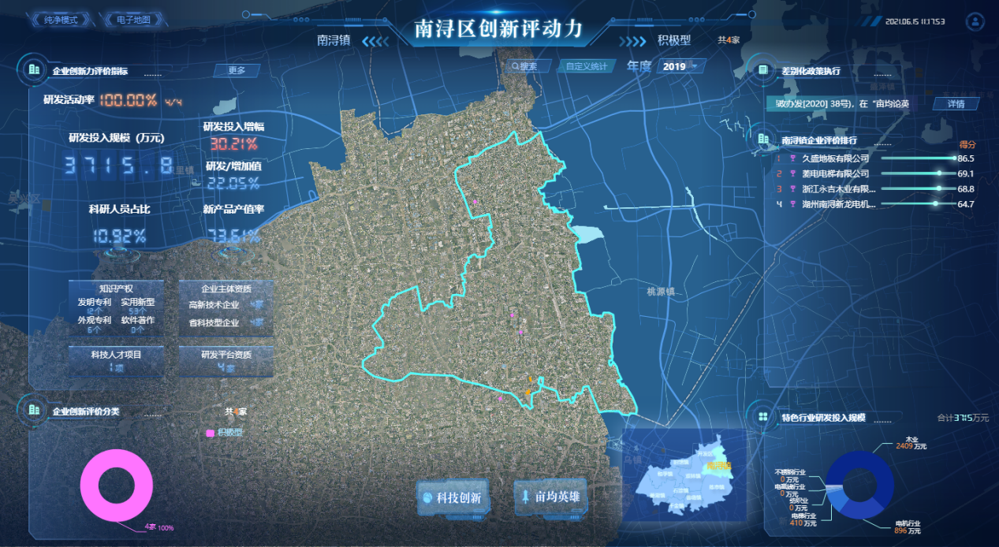 纯净模式
电子地图
南浔区创新评动力
2021.06.15 11:17:53
南浔镇
积极型
共4家
搜索
自定义统计
年度
2019
企业创新力评价指标 ......
更多
研发活动率 100.00% 4/4
研发投入规模（万元）
3715.8
研发投入增幅
30.21%
研发/增加值
22.05%
科研人员占比
10.92%
新产品产值率
73.61%
知识产权
发明专利 实用新型
12个 53个
外观专利 软件著作
6个 0个
企业主体资质
高新技术企业 4家
省科技型企业 4家
科技人才项目
1项
研发平台资质
4家
企业创新评价分类 ......
共4家
积极型
4家 100%
桃源镇
乌镇
科技创新
亩均英雄
差别化政策执行 ......
政办发[2020] 38号)，在“亩均论英
详情
南浔镇企业评价排行 ......
得分
1 久盛地板有限公司 86.5
2 菱电电梯有限公司 69.1
3 浙江永吉木业有限... 68.8
4 湖州南浔新龙电机... 64.7
特色行业研发投入规模 ......
合计3715万元
木业
2409万元
不锈钢行业
0万元
电磁线行业
0万元
纺织业
0万元
电梯行业
410万元
电机行业
896万元